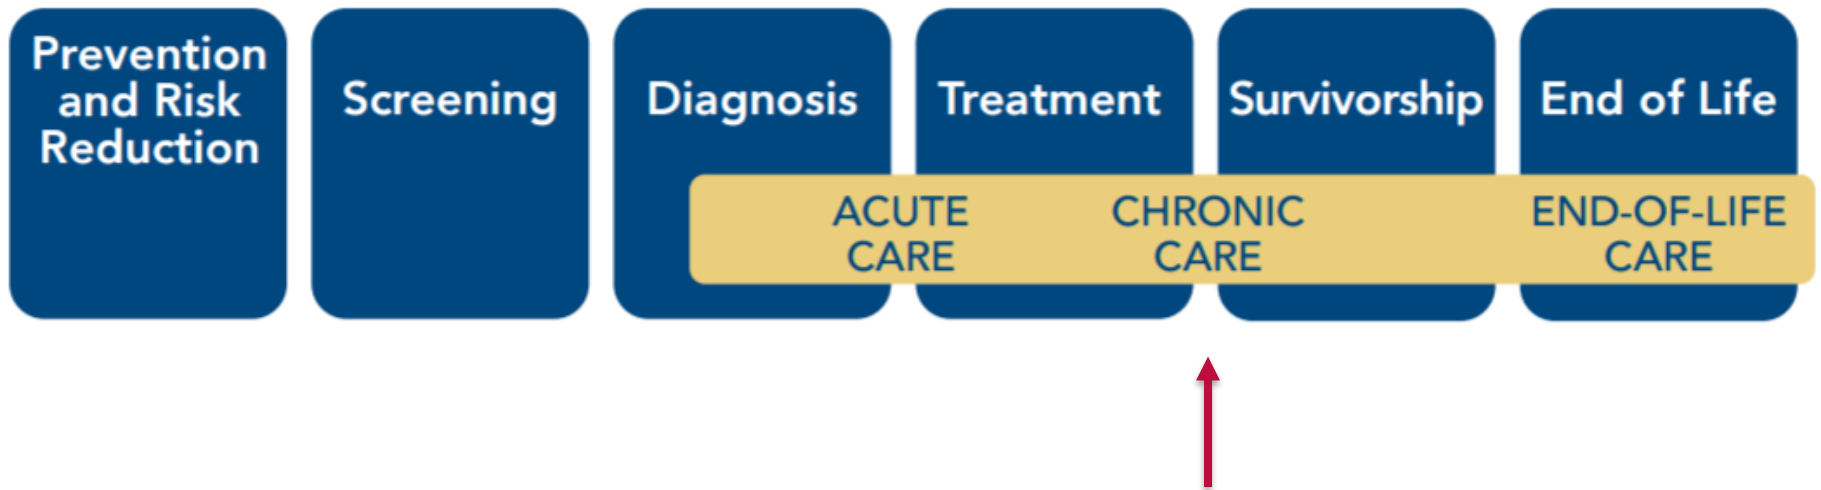 Prevention
and Risk
Reduction
Screening
Diagnosis
Treatment
Survivorship
End of Life
ACUTE
CARE
CHRONIC
CARE
END-OF-LIFE
CARE